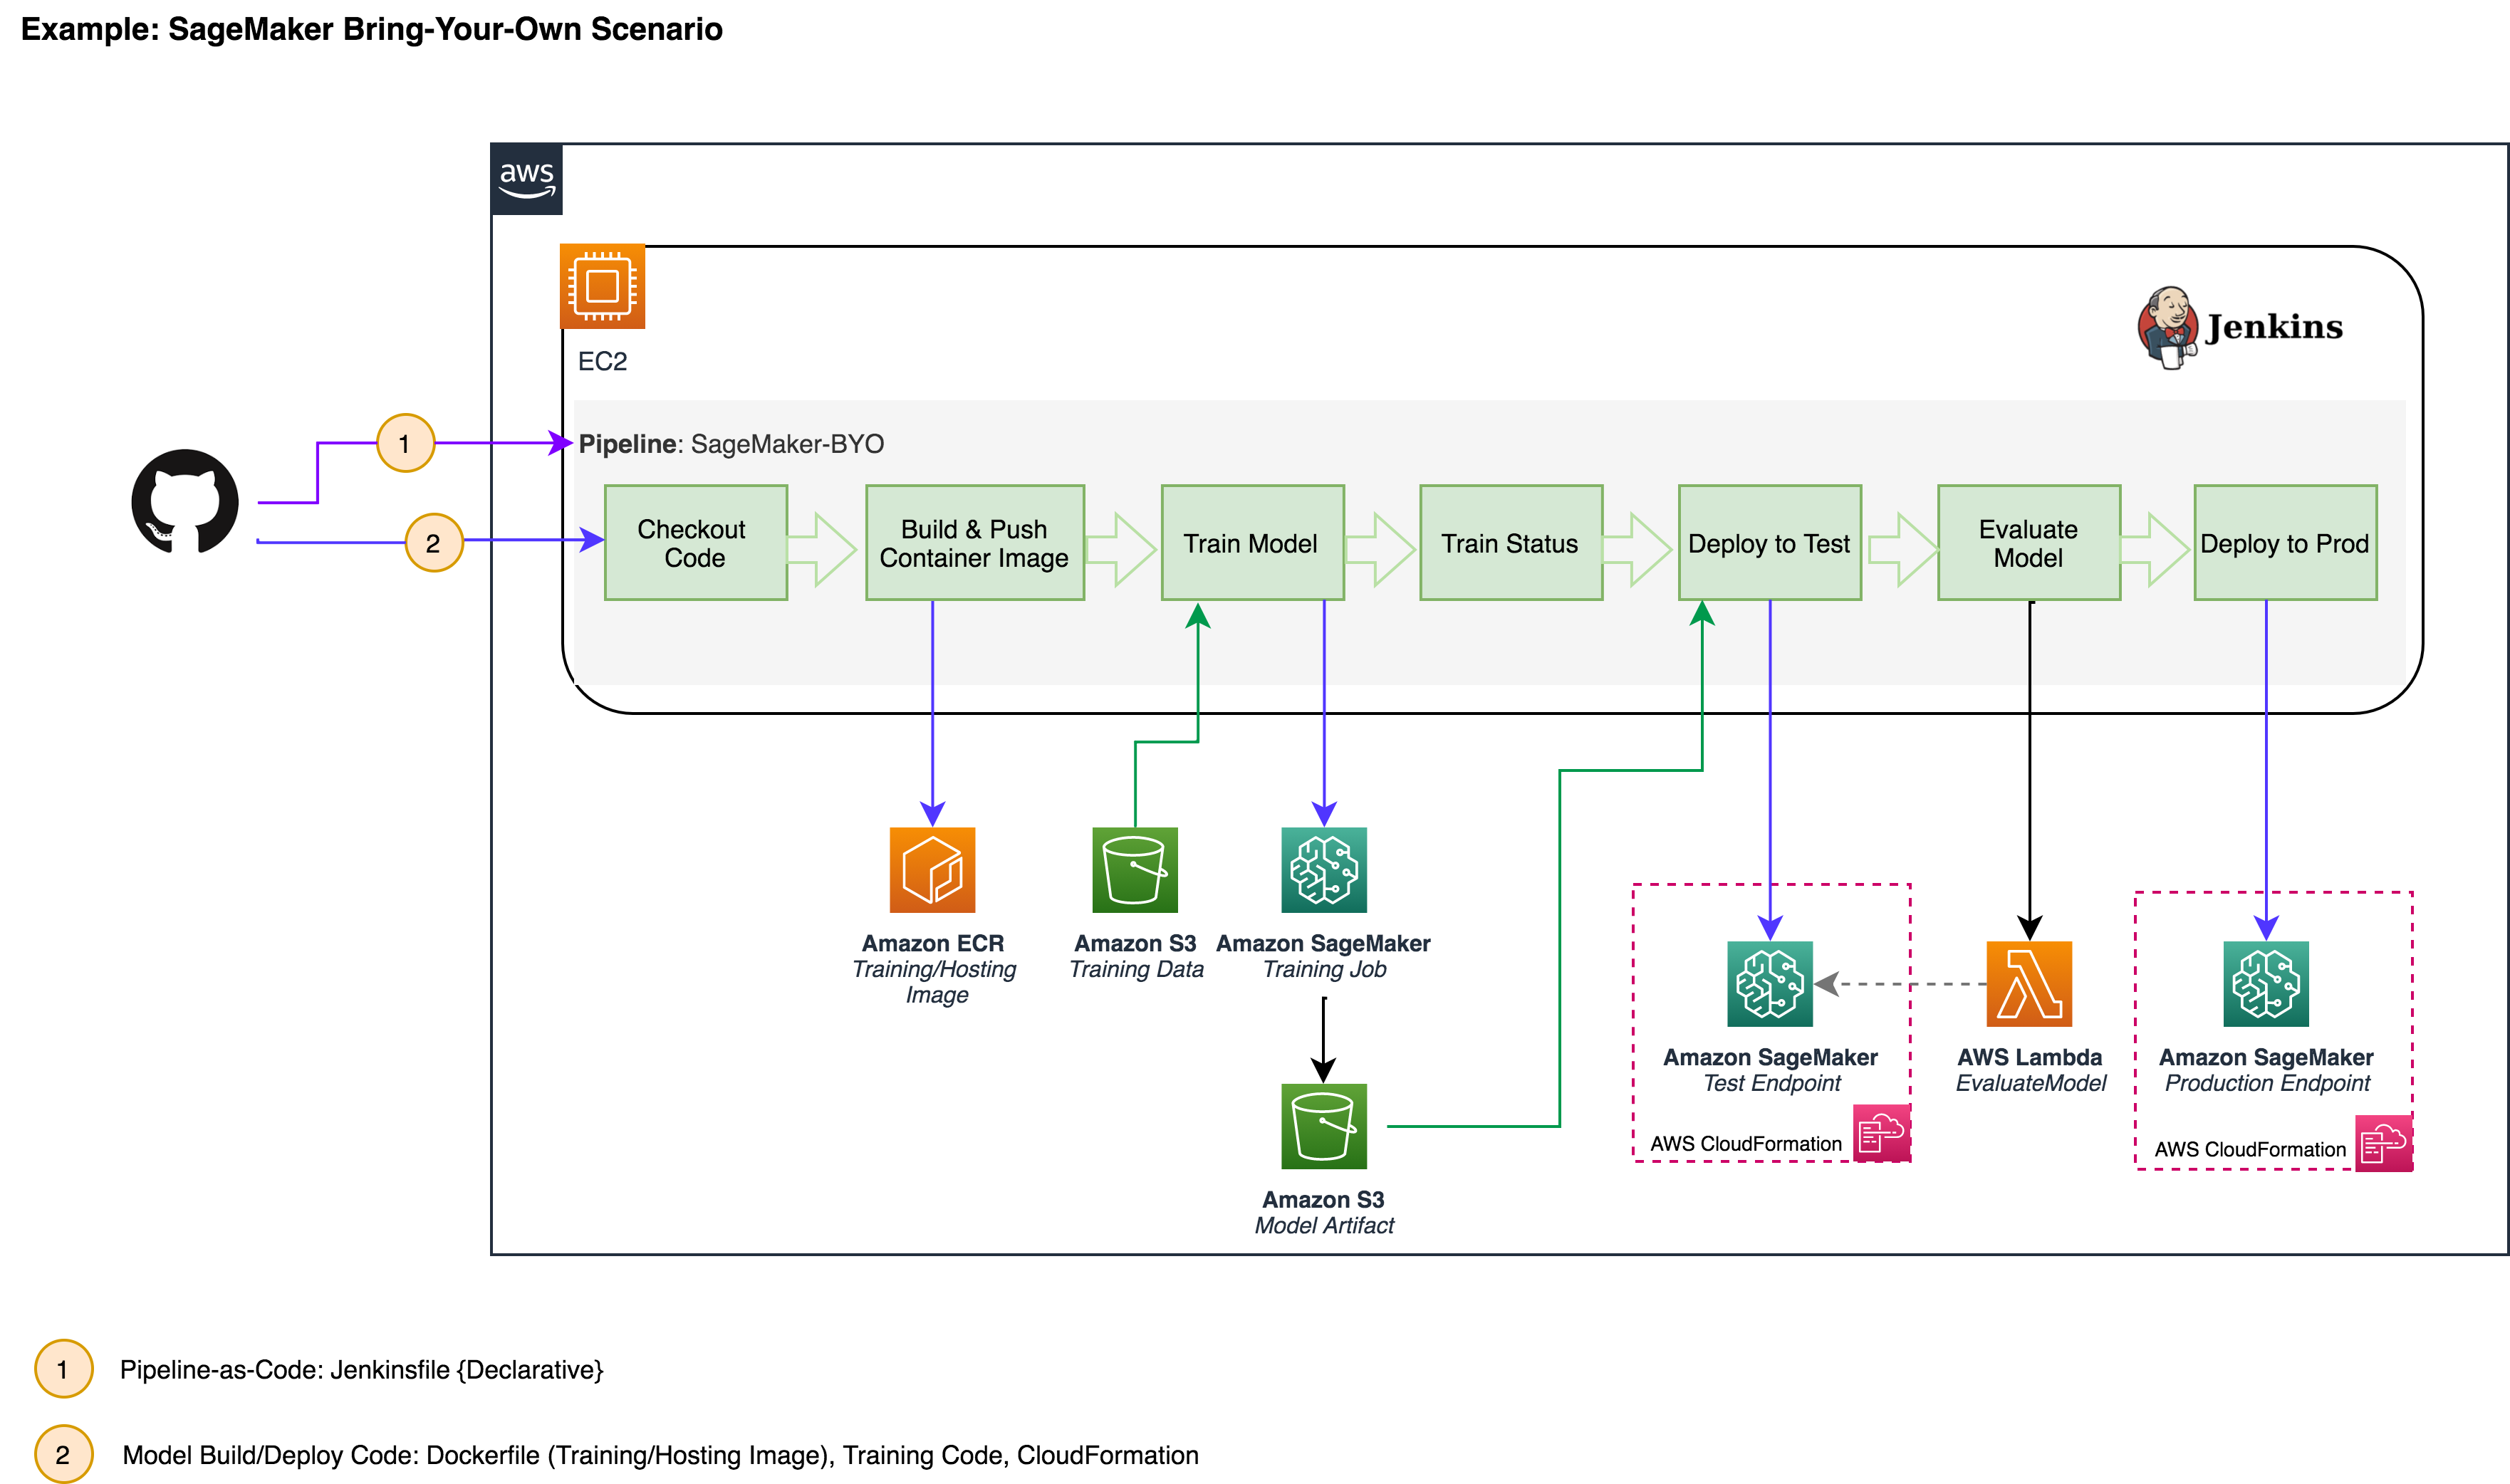 Example: SageMaker Bring-Your-Own Scenario
aws
EC2
Jenkins
1
Pipeline: SageMaker-BYO
2
Checkout
Code
Build & Push
Container Image
Train Model
Train Status
Deploy to Test
Evaluate
Model
Deploy to Prod
Amazon ECR
Training/Hosting
Image
Amazon S3
Training Data
Amazon SageMaker
Training Job
Amazon S3
Model Artifact
Amazon SageMaker
Test Endpoint
AWS CloudFormation
AWS Lambda
EvaluateModel
Amazon SageMaker
Production Endpoint
AWS CloudFormation
1 Pipeline-as-Code: Jenkinsfile {Declarative}
2 Model Build/Deploy Code: Dockerfile (Training/Hosting Image), Training Code, CloudFormation